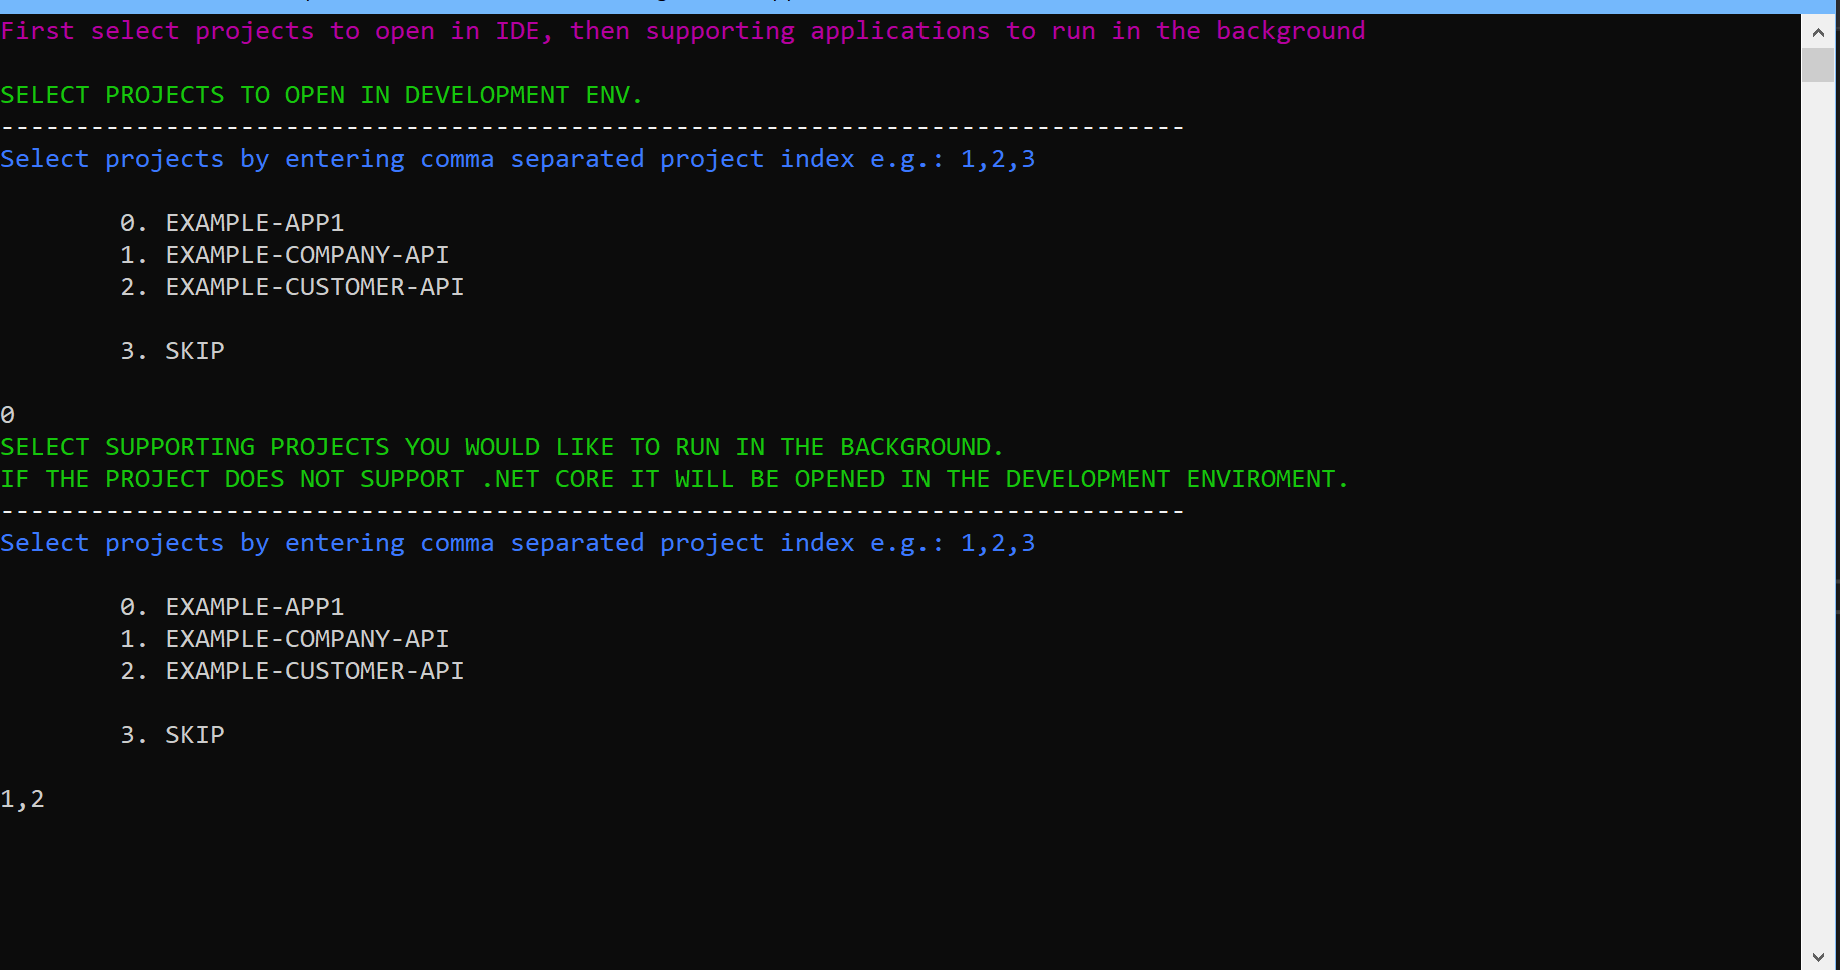 First select projects to open in IDE, then supporting applications to run in the background
SELECT PROJECTS TO OPEN IN DEVELOPMENT ENV.
-------------------------------------------------------------------------------
Select projects by entering comma separated project index e.g.: 1,2,3
0. EXAMPLE-APP1
1. EXAMPLE-COMPANY-API
2. EXAMPLE-CUSTOMER-API
3. SKIP
0
SELECT SUPPORTING PROJECTS YOU WOULD LIKE TO RUN IN THE BACKGROUND.
IF THE PROJECT DOES NOT SUPPORT .NET CORE IT WILL BE OPENED IN THE DEVELOPMENT ENVIROMENT.
-------------------------------------------------------------------------------
Select projects by entering comma separated project index e.g.: 1,2,3
0. EXAMPLE-APP1
1. EXAMPLE-COMPANY-API
2. EXAMPLE-CUSTOMER-API
3. SKIP
1,2